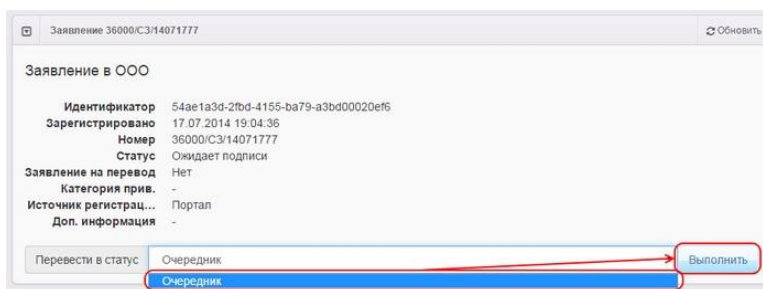 Заявление 36000/СЗ/14071777 Обновить
Заявление в ООО
Идентификатор 54ae1a3d-2fbd-4155-ba79-a3bd00020ef6
Зарегистрировано 17.07.2014 19:04:36
Номер 36000/СЗ/14071777
Статус Ожидает подписи
Заявление на перевод Нет
Категория прив. -
Источник регистрац... Портал
Доп. информация -
Перевести в статус Очередник Выполнить
Очередник